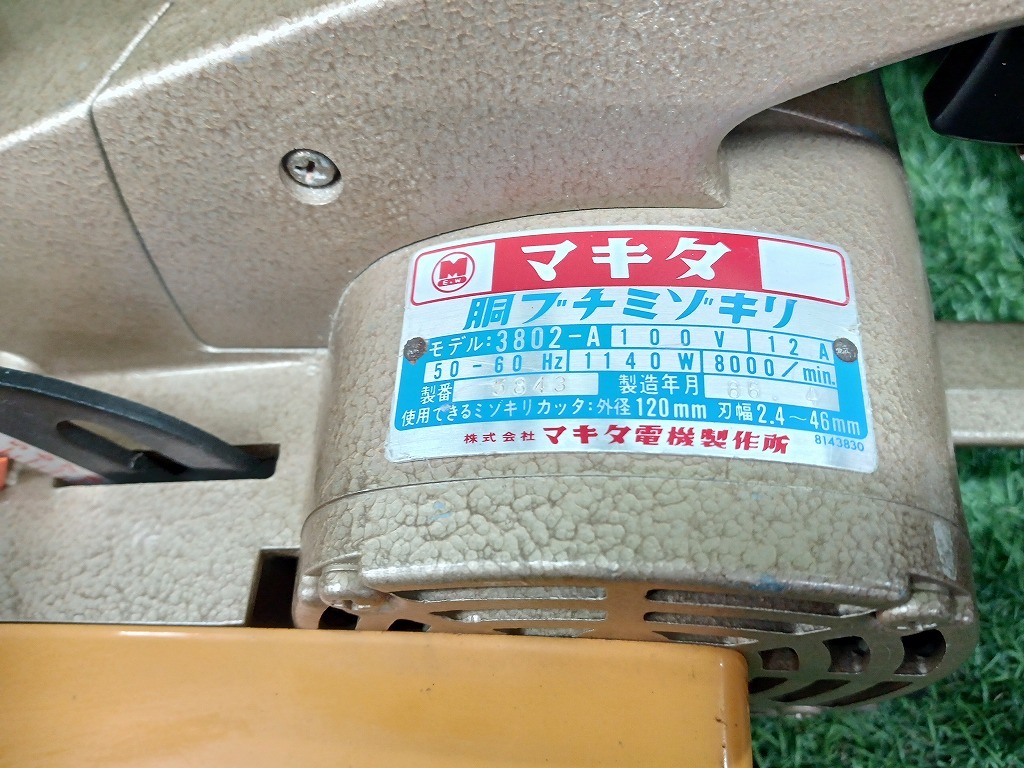 M
E・W
マキタ
胴ブチミゾキリ
モデル:3802-A 100V 12A
50-60Hz 1140W 8000/min.
製番 製造年月
使用できるミゾキリカッタ:外径120mm 刃幅2.4~46mm
株式会社 マキタ電機製作所 8143830